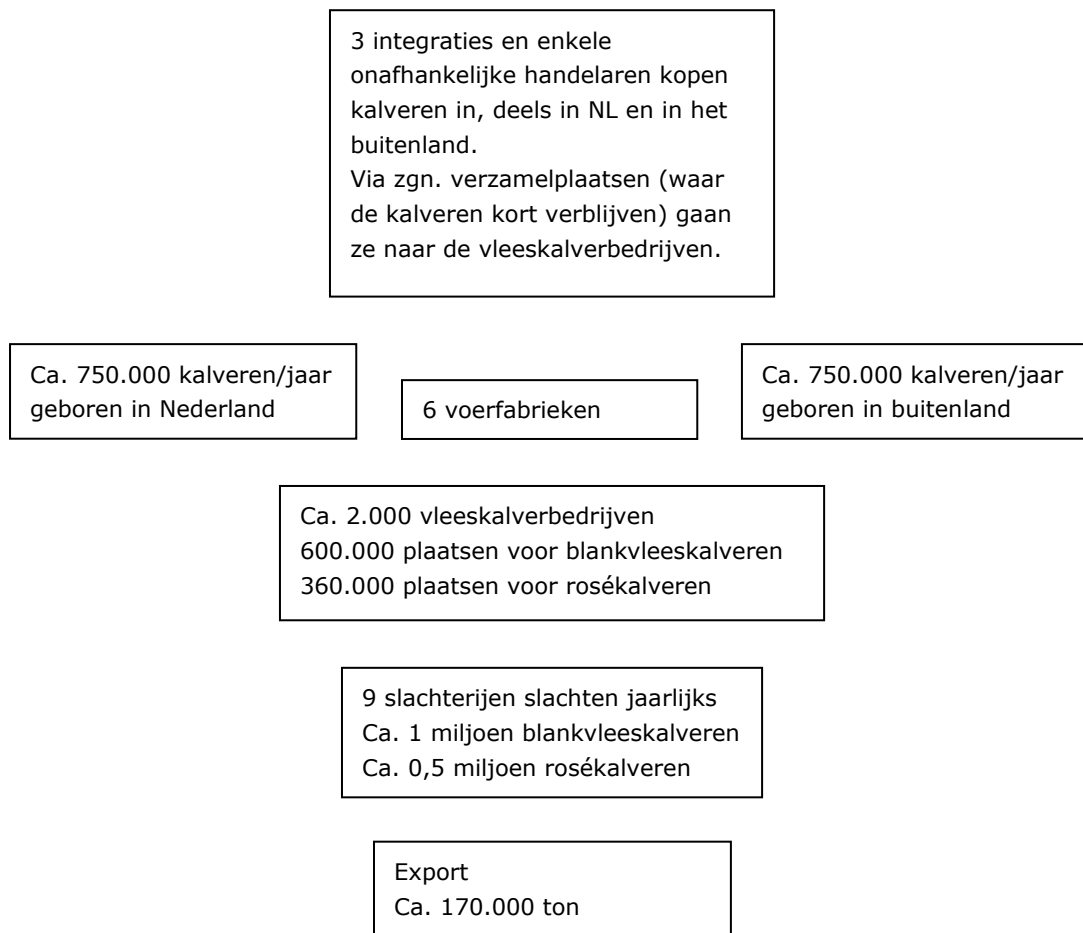 3 integraties en enkele
onafhankelijke handelaren kopen
kalveren in, deels in NL en in het
buitenland.
Via zgn. verzamelplaatsen (waar
de kalveren kort verblijven) gaan
ze naar de vleeskalverbedrijven.
Ca. 750.000 kalveren/jaar
geboren in Nederland
6 voerfabrieken
Ca. 750.000 kalveren/jaar
geboren in buitenland
Ca. 2.000 vleeskalverbedrijven
600.000 plaatsen voor blankvleeskalveren
360.000 plaatsen voor rosékalveren
9 slachterijen slachten jaarlijks
Ca. 1 miljoen blankvleeskalveren
Ca. 0,5 miljoen rosékalveren
Export
Ca. 170.000 ton